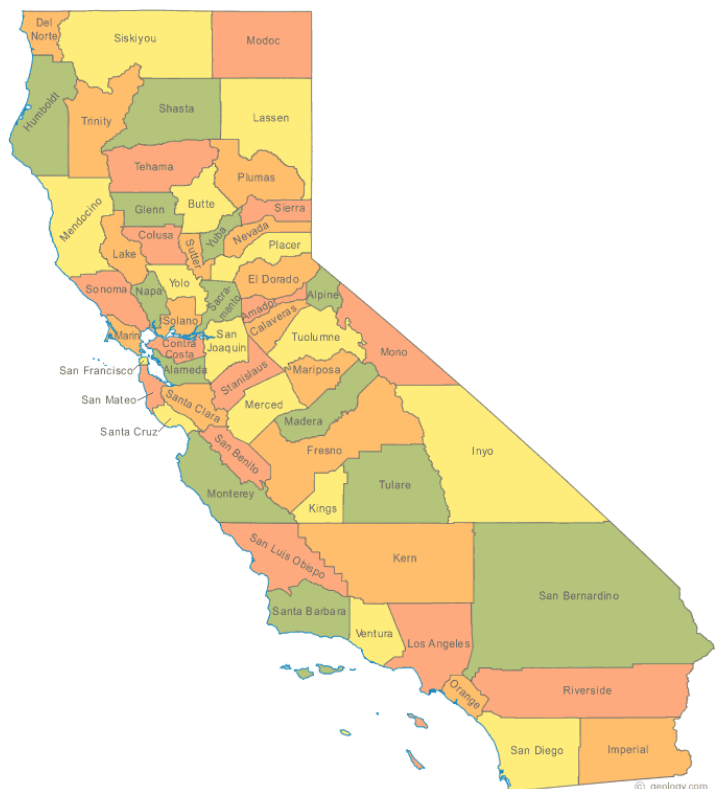 Del
Norte
Siskiyou
Modoc
Humboldt
Trinity
Shasta
Lassen
Tehama
Plumas
Mendocino
Glenn
Butte
Sierra
Yuba
Nevada
Colusa
Sutter
Placer
Lake
El Dorado
Sonoma
Napa
Yolo
Sacra-
manto
Alpine
Amador
Solano
Calaveras
Marin
San
Joaquin
Tuolumne
Contra
Costa
Mono
San Francisco
Alameda
Stanislaus
Mariposa
San Mateo
Santa Clara
Merced
Madera
Santa Cruz
San Benito
Fresno
Inyo
Monterey
Kings
Tulare
San Luis Obispo
Kern
San Bernardino
Santa Barbara
Ventura
Los Angeles
Orange
Riverside
San Diego
Imperial
(c) geology.com